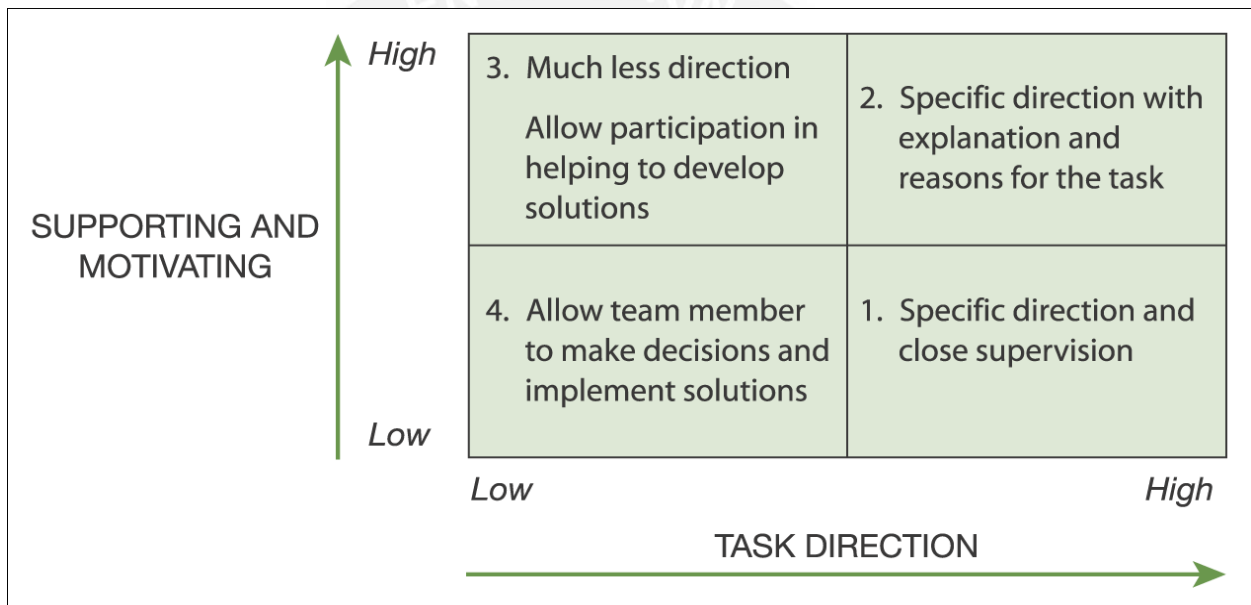 High
3. Much less direction
Allow participation in
helping to develop
solutions
2. Specific direction with
explanation and
reasons for the task
SUPPORTING AND
MOTIVATING
4. Allow team member
to make decisions and
implement solutions
1. Specific direction and
close supervision
Low
Low
High
TASK DIRECTION